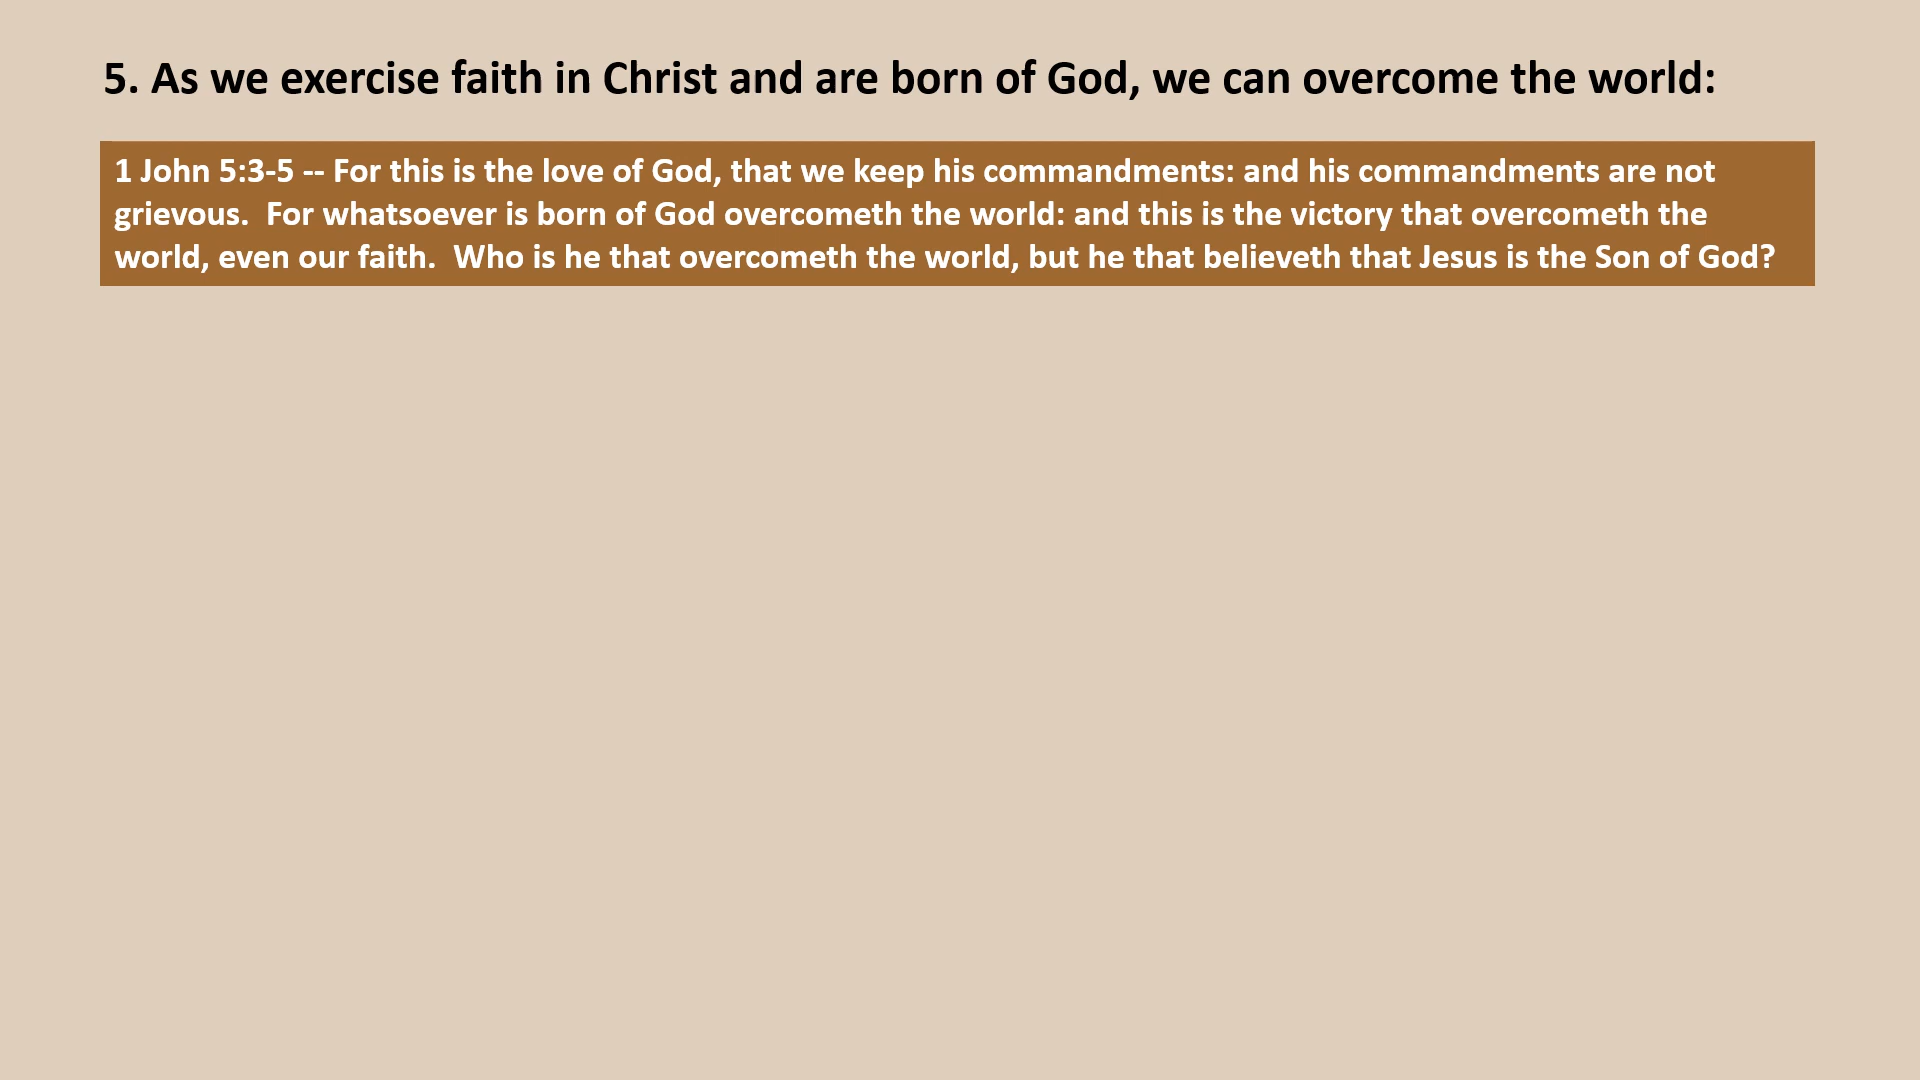 5. As we exercise faith in Christ and are born of God, we can overcome the world:
1 John 5:3-5 -- For this is the love of God, that we keep his commandments: and his commandments are not
grievous.  For whatsoever is born of God overcometh the world: and this is the victory that overcometh the
world, even our faith.  Who is he that overcometh the world, but he that believeth that Jesus is the Son of God?